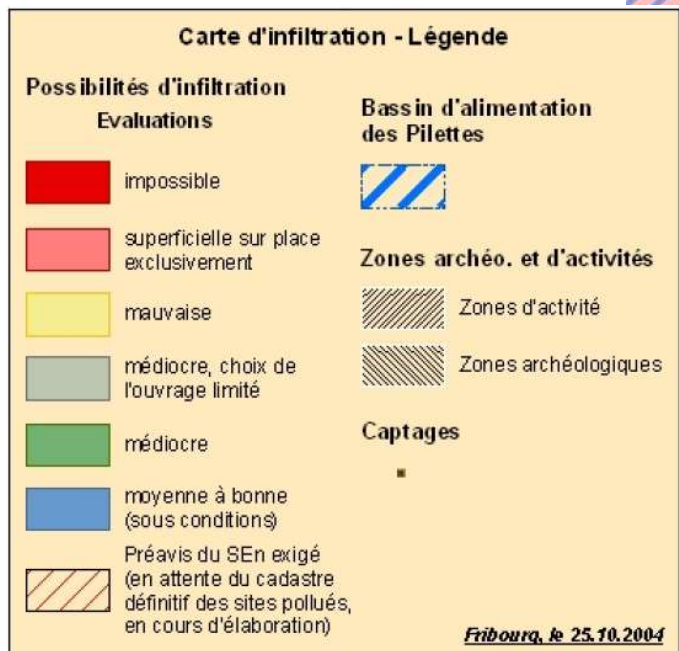 Carte d'infiltration - Légende
Possibilités d'infiltration
Evaluations
impossible
superficielle sur place
exclusivement
mauvaise
médiocre, choix de
l'ouvrage limité
médiocre
moyenne à bonne
(sous conditions)
Préavis du SEn exigé
(en attente du cadastre
définitif des sites pollués,
en cours d'élaboration)
Bassin d'alimentation
des Pilettes
Zones archéo. et d'activités
Zones d'activité
Zones archéologiques
Captages
Fribourg, le 25.10.2004